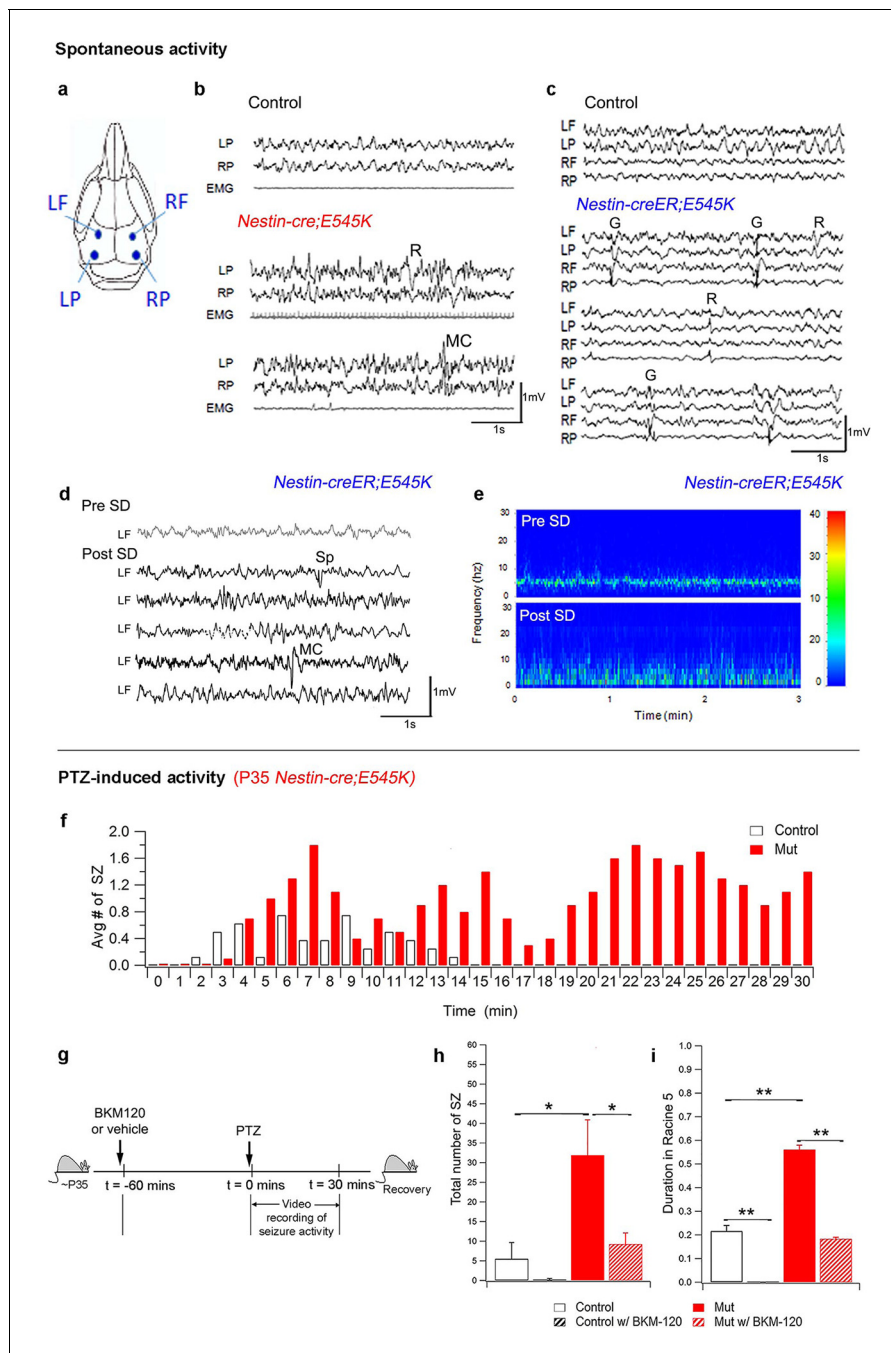 Spontaneous activity
a
LF
RF
LP
RP
b
Control
LP
RP
EMG
Nestin-cre;E545K
R
LP
RP
EMG
MC
LP
RP
EMG
1mV
1s
c
Control
LF
LP
RF
RP
Nestin-creER;E545K
G
G
R
LF
LP
RF
RP
R
LF
LP
RF
RP
G
LF
LP
RF
RP
1mV
1s
d
Nestin-creER;E545K
Pre SD
LF
Post SD
Sp
LF
LF
LF
MC
LF
LF
1mV
1s
e
Nestin-creER;E545K
Pre SD
Post SD
Frequency (hz)
30
20
10
0
30
20
10
0
0 1 2 3
Time (min)
40
30
20
10
0
PTZ-induced activity (P35 Nestin-cre;E545K)
f
Control
Mut
Avg # of SZ
2.0
1.6
1.2
0.8
0.4
0.0
0 1 2 3 4 5 6 7 8 9 10 11 12 13 14 15 16 17 18 19 20 21 22 23 24 25 26 27 28 29 30
Time (min)
g
BKM120
or vehicle
PTZ
~P35
t = -60 mins
t = 0 mins
t = 30 mins
Recovery
Video
recording of
seizure activity
h
Total number of SZ
60
55
50
45
40
35
30
25
20
15
10
5
0
*
*
i
Duration in Racine 5
1.0
0.9
0.8
0.7
0.6
0.5
0.4
0.3
0.2
0.1
0.0
**
**
**
Control
Mut
Control w/ BKM-120
Mut w/ BKM-120